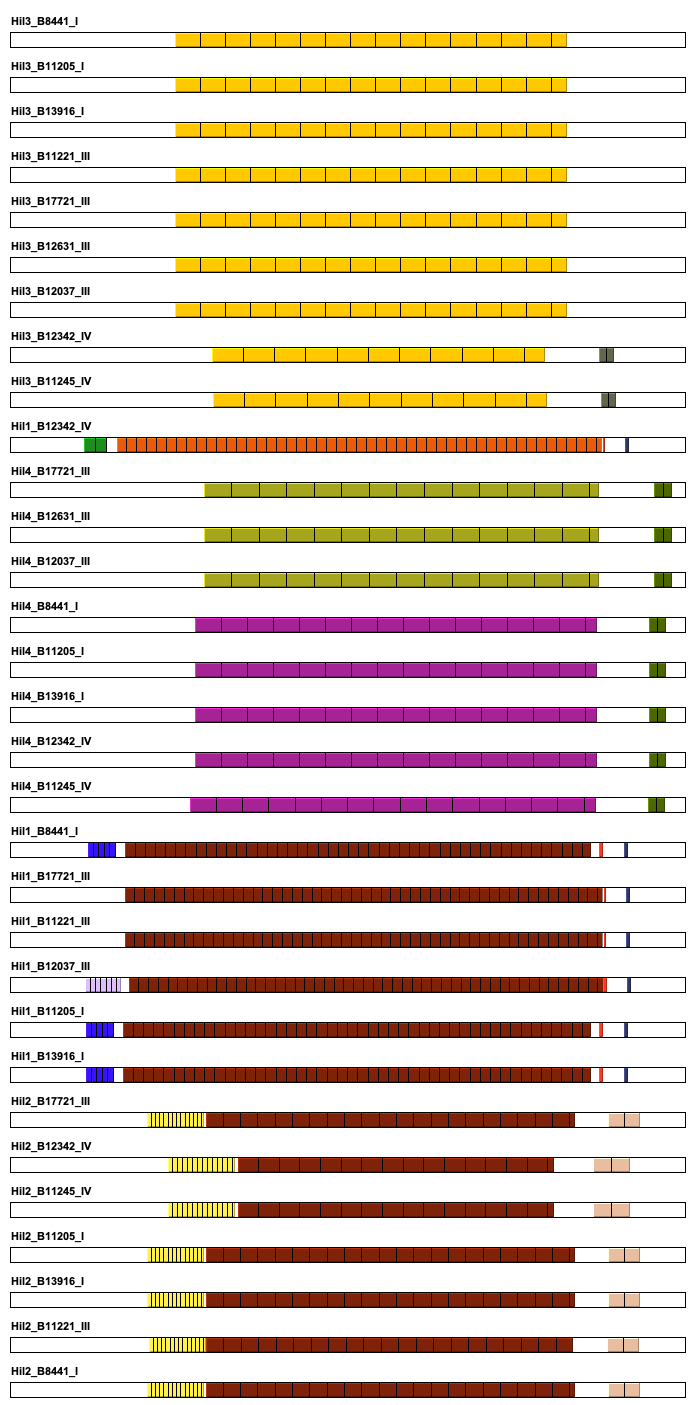 Hil3_B8441_I
Hil3_B11205_I
Hil3_B13916_I
Hil3_B11221_III
Hil3_B17721_III
Hil3_B12631_III
Hil3_B12037_III
Hil3_B12342_IV
Hil3_B11245_IV
Hil1_B12342_IV
Hil4_B17721_III
Hil4_B12631_III
Hil4_B12037_III
Hil4_B8441_I
Hil4_B11205_I
Hil4_B13916_I
Hil4_B12342_IV
Hil4_B11245_IV
Hil1_B8441_I
Hil1_B17721_III
Hil1_B11221_III
Hil1_B12037_III
Hil1_B11205_I
Hil1_B13916_I
Hil2_B17721_III
Hil2_B12342_IV
Hil2_B11245_IV
Hil2_B11205_I
Hil2_B13916_I
Hil2_B11221_III
Hil2_B8441_I